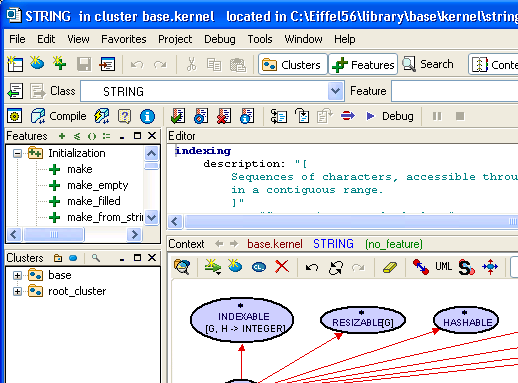 STRING in cluster base.kernel located in C:\Eiffel56\library\base\kernel\string
File Edit View Favorites Project Debug Tools Window Help
Clusters Features Search Conte
Class STRING Feature
Compile Debug
Features
Initialization
make
make_empty
make_filled
make_from_strin
Editor
indexing
description: "[
Sequences of characters, accessible throu
in a contiguous range.
]"
Context base.kernel STRING (no_feature)
Clusters
base
root_cluster
UML
INDEXABLE
[G, H -> INTEGER]
RESIZABLE[G]
HASHABLE